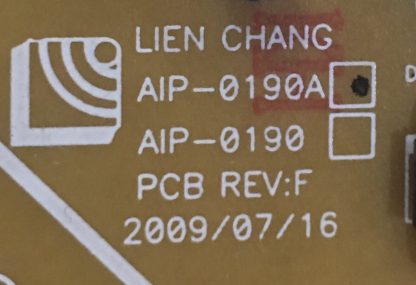 LIEN CHANG
AIP-0190A
AIP-0190
PCB REV:F
2009/07/16
D